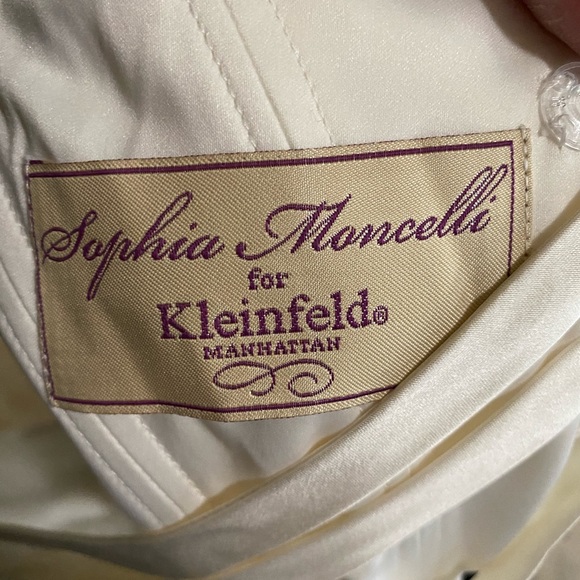 Sophia Moncelli
for
Kleinfeld®
MANHATTAN